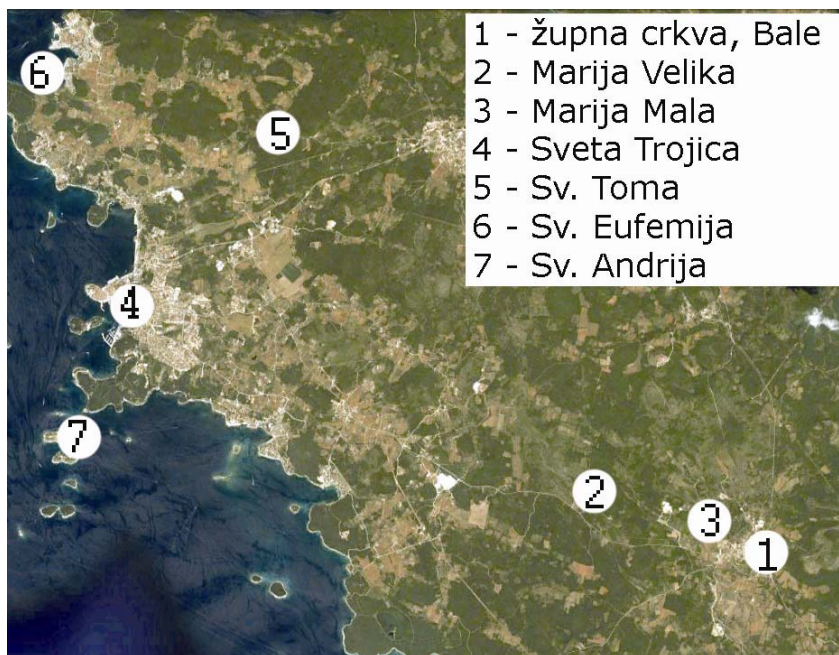 1 - župna crkva, Bale
2 - Marija Velika
3 - Marija Mala
4 - Sveta Trojica
5 - Sv. Toma
6 - Sv. Eufemija
7 - Sv. Andrija
6
5
4
7
2
3
1